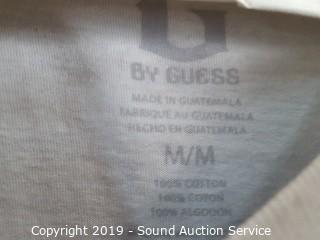 G
BY GUESS
MADE IN GUATEMALA
FABRIQUE AU GUATEMALA
HECHO EN GUATEMALA
M/M
100% COTTON
100% COTON
100% ALGODON
Copyright 2019 - Sound Auction Service